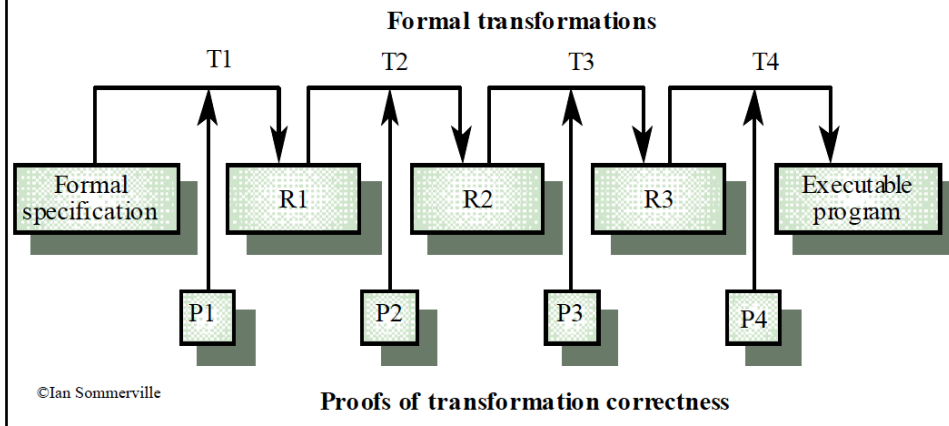 Formal transformations
T1
T2
T3
T4
Formal
specification
R1
R2
R3
Executable
program
P1
P2
P3
P4
©Ian Sommerville
Proofs of transformation correctness